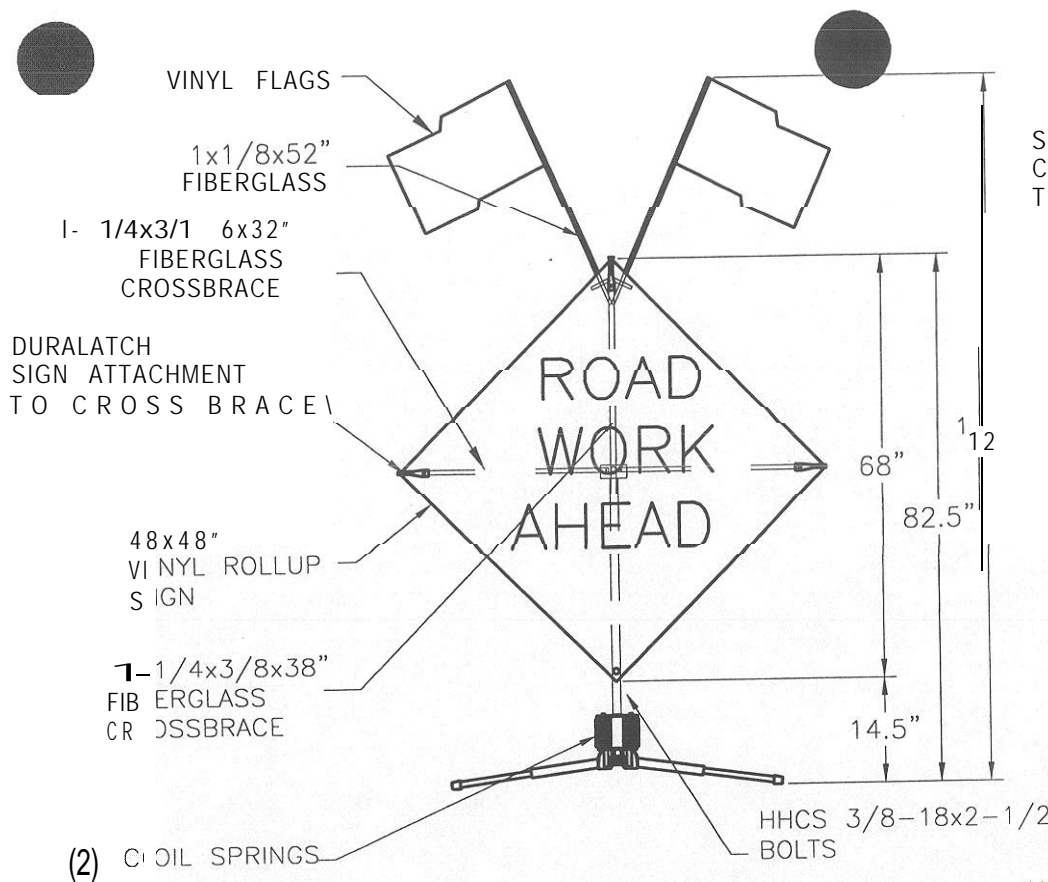 VINYL FLAGS
1x1/8x52"
FIBERGLASS
I- 1/4x3/1 6x32"
FIBERGLASS
CROSSBRACE
DURALATCH
SIGN ATTACHMENT
TO CROSS BRACE\
48x48"
VINYL ROLLUP
SIGN
1-1/4x3/8x38"
FIBERGLASS
CROSSBRACE
(2) COIL SPRINGS
ROAD
WORK
AHEAD
68"
82.5"
112
14.5"
HHCS 3/8-18x2-1/2
BOLTS
S
C
T